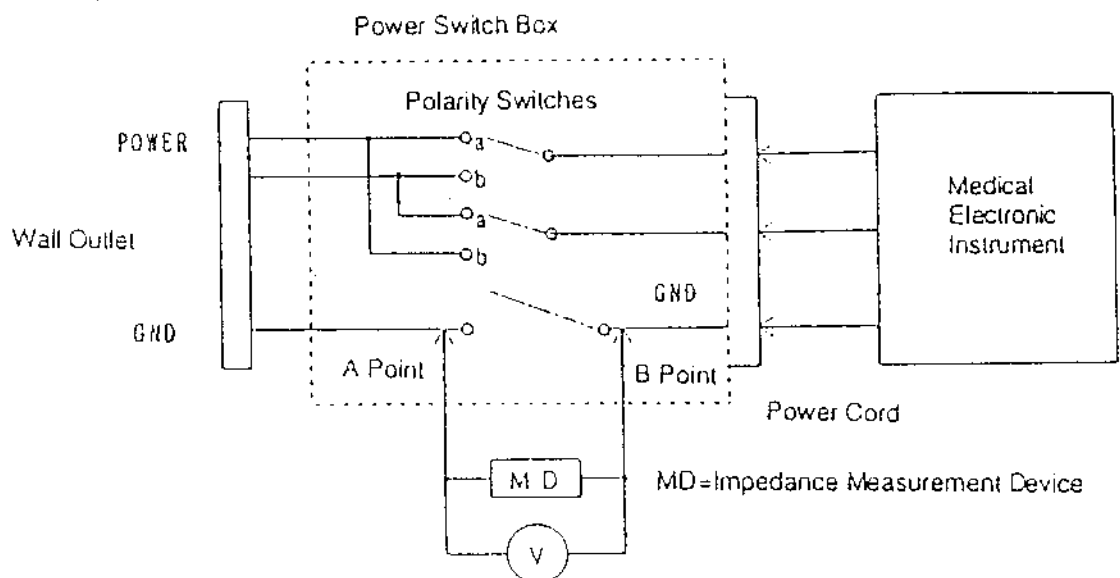 Power Switch Box
Polarity Switches
POWER
a
b
a
b
Wall Outlet
Medical
Electronic
Instrument
GND
GND
A Point
B Point
Power Cord
M D
MD=Impedance Measurement Device
V